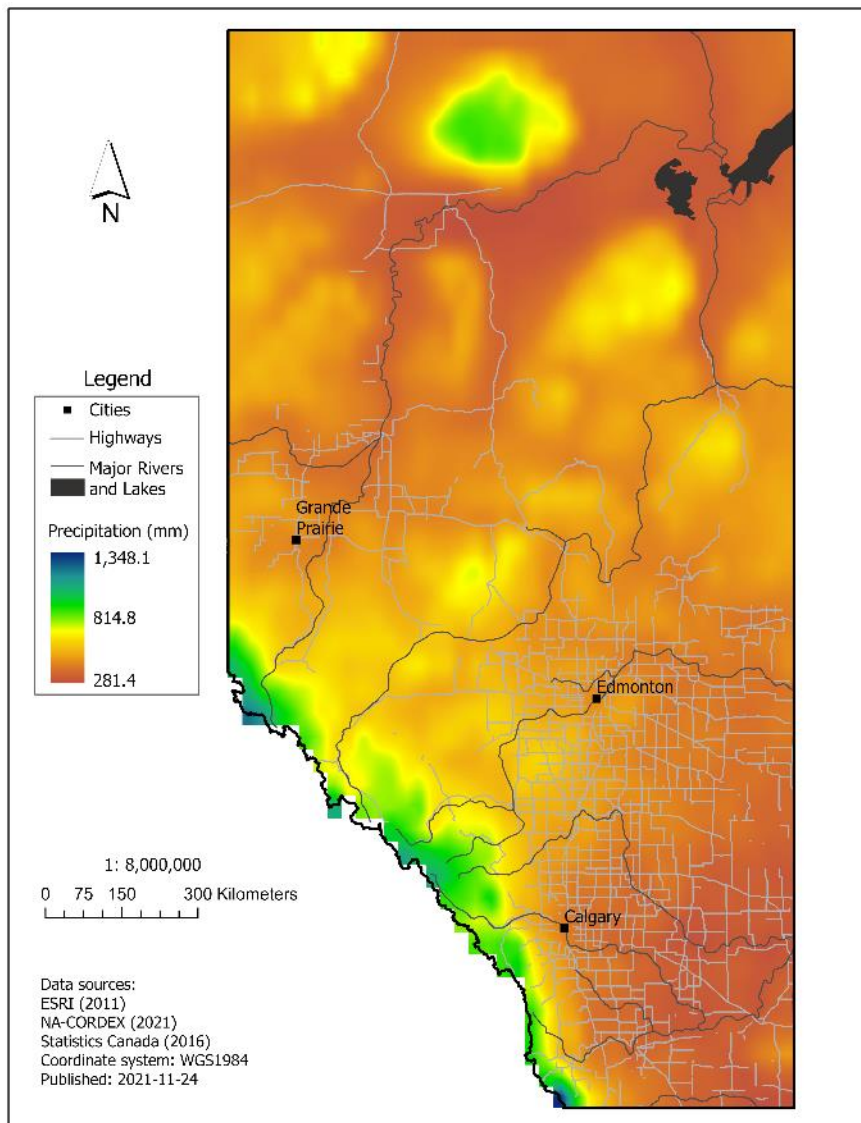 N
Legend
Cities
Highways
Major Rivers
and Lakes
Precipitation (mm)
1,348.1
814.8
281.4
Grande
Prairie
Edmonton
Calgary
1: 8,000,000
0 75 150 300 Kilometers
Data sources:
ESRI (2011)
NA-CORDEX (2021)
Statistics Canada (2016)
Coordinate system: WGS1984
Published: 2021-11-24